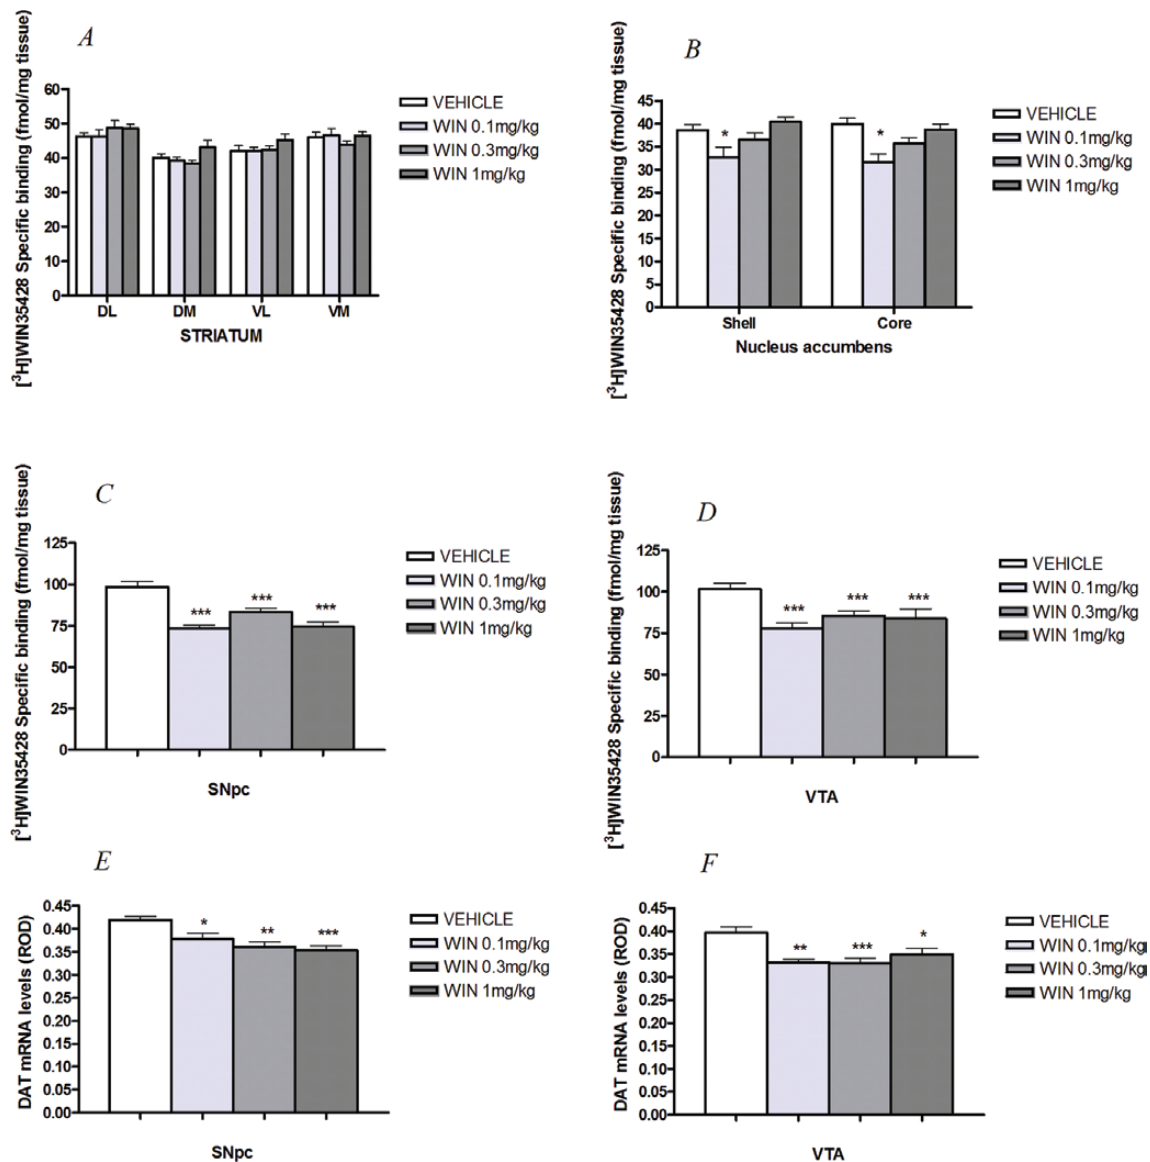 A
[³H]WIN35428 Specific binding (fmol/mg tissue)
60
50
40
30
20
10
0
DL DM VL VM
STRIATUM
VEHICLE
WIN 0.1mg/kg
WIN 0.3mg/kg
WIN 1mg/kg
B
[³H]WIN35428 Specific binding (fmol/mg tissue)
45
40
35
30
25
20
15
10
5
0
* *
Shell Core
Nucleus accumbens
VEHICLE
WIN 0.1mg/kg
WIN 0.3mg/kg
WIN 1mg/kg
C
[³H]WIN35428 Specific binding (fmol/mg tissue)
125
100
75
50
25
0
*** *** ***
SNpc
VEHICLE
WIN 0.1mg/kg
WIN 0.3mg/kg
WIN 1mg/kg
D
[³H]WIN35428 Specific binding (fmol/mg tissue)
125
100
75
50
25
0
*** *** ***
VTA
VEHICLE
WIN 0.1mg/kg
WIN 0.3mg/kg
WIN 1mg/kg
E
DAT mRNA levels (ROD)
0.45
0.40
0.35
0.30
0.25
0.20
0.15
0.10
0.05
0.00
* ** ***
SNpc
VEHICLE
WIN 0.1mg/kg
WIN 0.3mg/kg
WIN 1mg/kg
F
DAT mRNA levels (ROD)
0.45
0.40
0.35
0.30
0.25
0.20
0.15
0.10
0.05
0.00
** *** *
VTA
VEHICLE
WIN 0.1mg/kg
WIN 0.3mg/kg
WIN 1mg/kg